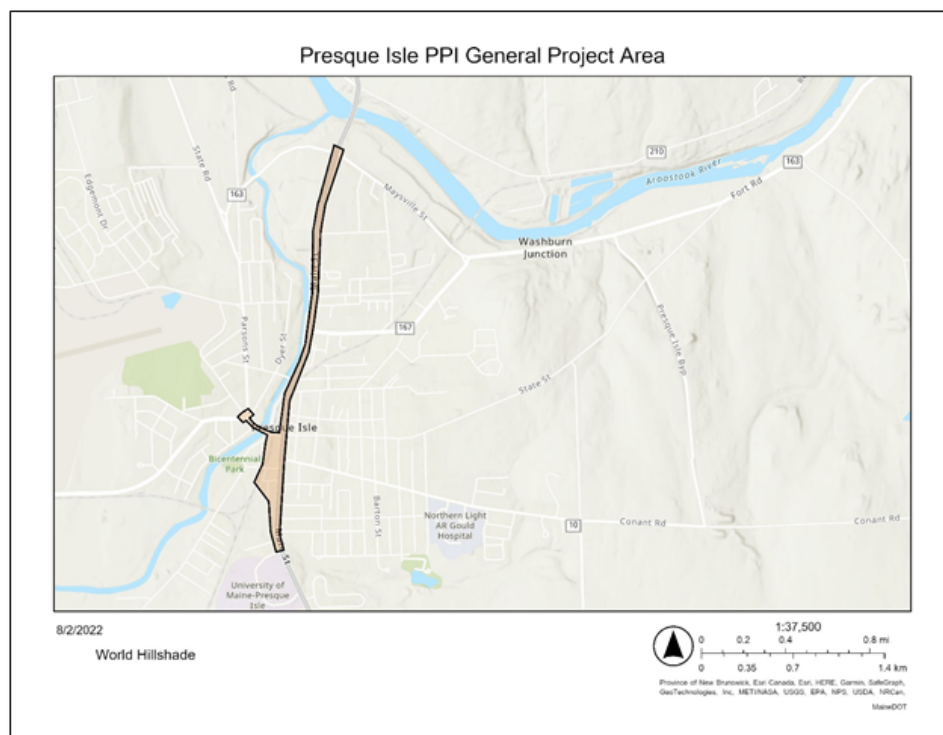 Presque Isle PPI General Project Area
Rd
Rd
State Rd
Edgemont Dr
163
Maysville St
210
Aroostook River
163
Fort Rd
Washburn
Junction
Main St
Parsons St
Dyer St
167
Presque Isle Byp
State St
Presque Isle
Bicentennial
Park
Barton St
Northern Light
AR Gould
Hospital
10
Conant Rd
Conant Rd
Main St
University of
Maine-Presque
Isle
8/2/2022
World Hillshade
1:37,500
0 0.2 0.4 0.8 mi
0 0.35 0.7 1.4 km
Province of New Brunswick, Esri Canada, Esri, HERE, Garmin, SafeGraph,
GeoTechnologies, Inc, METI/NASA, USGS, EPA, NPS, USDA, NRCan,
MaineDOT